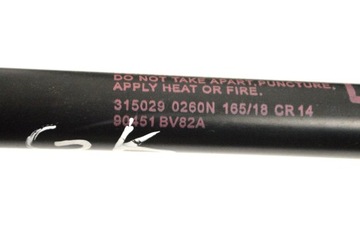 DO NOT TAKE APART, PUNCTURE,
APPLY HEAT OR FIRE.
315029 0260N 165/18 CR14
90451 BV82A